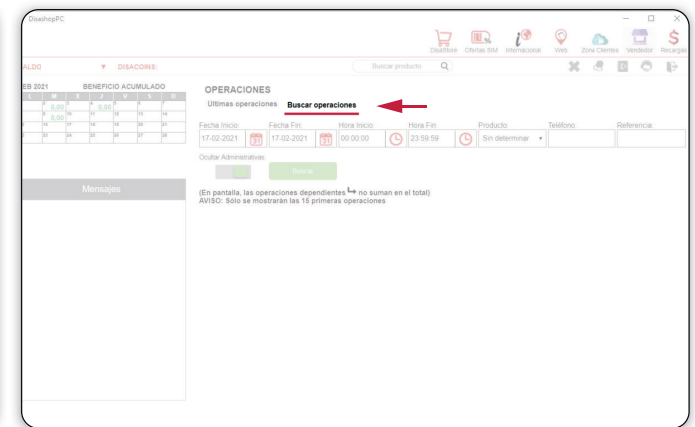 DisashopPC
DisaStore Ofertas SIM Internacional Web Zona Clientes Vendedor Recargas
ALDO ▼ DISACOINS: Buscar producto
EB 2021 BENEFICIO ACUMULADO
L M X J V S D
0,00 0,00
0,00
OPERACIONES
Ultimas operaciones Buscar operaciones
Fecha Inicio: Fecha Fin: Hora Inicio: Hora Fin: Producto: Teléfono: Referencia:
17-02-2021 31 17-02-2021 31 00:00:00 23:59:59 Sin determinar
Ocultar Administrativas:
Buscar
Mensajes
(En pantalla, las operaciones dependientes no suman en el total)
AVISO: Sólo se mostrarán las 15 primeras operaciones